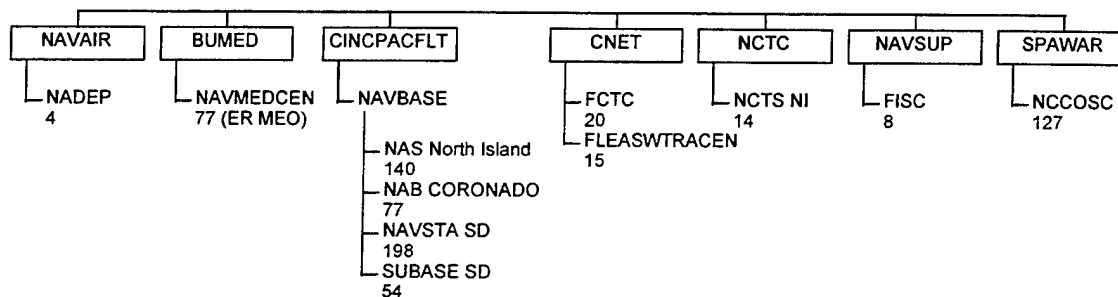 NAVAIR
BUMED
CINCPACFLT
CNET
NCTC
NAVSUP
SPAWAR
NADEP
4
NAVMEDCEN
77 (ER MEO)
NAVBASE
NAS North Island
140
NAB CORONADO
77
NAVSTA SD
198
SUBASE SD
54
FCTC
20
FLEASWTRACEN
15
NCTS NI
14
FISC
8
NCCOSC
127